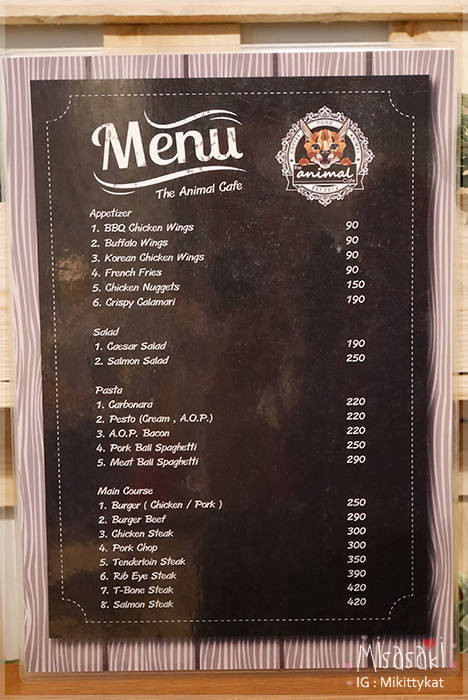 Menu
The Animal Cafe
FOOD
the
animal
Cafe
Appetizer
1. BBQ Chicken Wings 90
2. Buffalo Wings 90
3. Korean Chicken Wings 90
4. French Fries 90
5. Chicken Nuggets 150
6. Crispy Calamari 190
Salad
1. Caesar Salad 190
2. Salmon Salad 250
Pasta
1. Carbonara 220
2. Pesto (Cream , A.O.P.) 220
3. A.O.P. Bacon 220
4. Pork Ball Spaghetti 250
5. Meat Ball Spaghetti 290
Main Course
1. Burger ( Chicken / Pork ) 250
2. Burger Beef 290
3. Chicken Steak 300
4. Pork Chop 300
5. Tenderloin Steak 350
6. Rib Eye Steak 390
7. T-Bone Steak 420
8. Salmon Steak 420
Misasaki
IG : Mikittykat